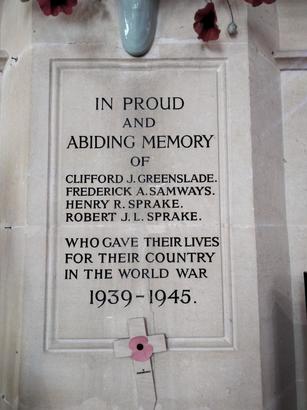 IN PROUD
AND
ABIDING MEMORY
OF
CLIFFORD J. GREENSLADE.
FREDERICK A. SAMWAYS.
HENRY R. SPRAKE.
ROBERT J. L. SPRAKE.
WHO GAVE THEIR LIVES
FOR THEIR COUNTRY
IN THE WORLD WAR
1939-1945.